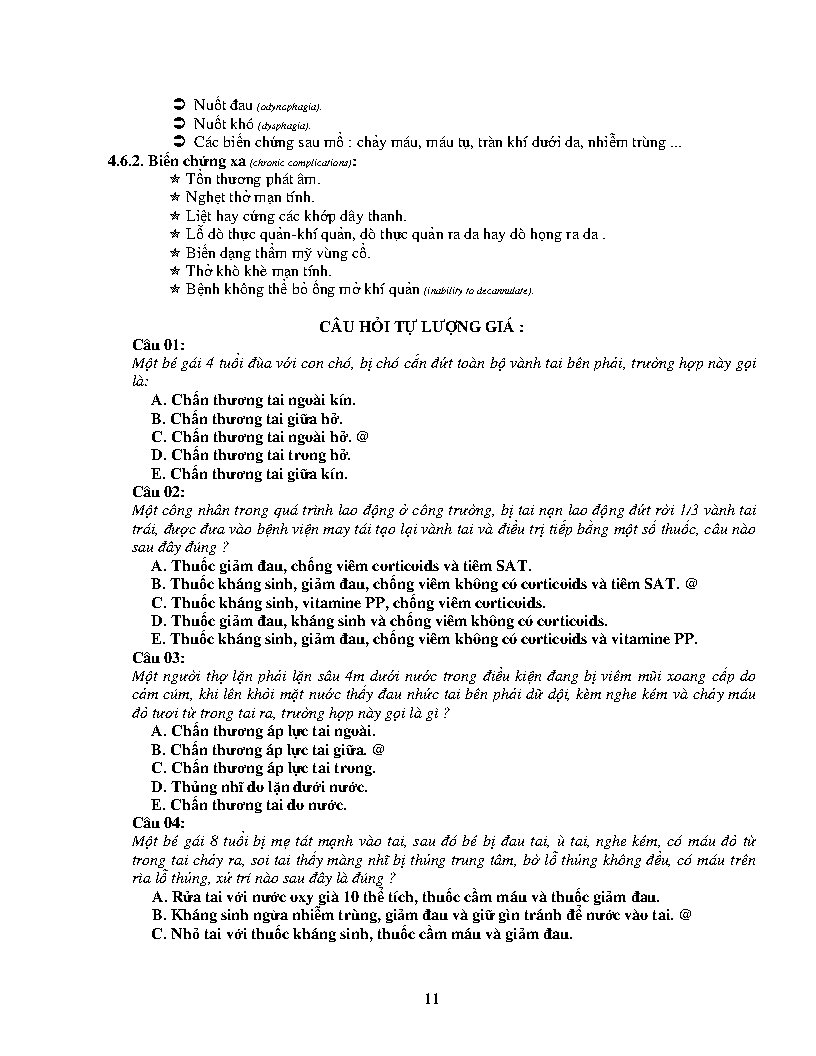 ➲ Nuốt đau (odynophagia).
➲ Nuốt khó (dysphagia).
➲ Các biến chứng sau mổ : chảy máu, máu tụ, tràn khí dưới da, nhiễm trùng ...
4.6.2. Biến chứng xa (chronic complications):
✯ Tổn thương phát âm.
✯ Nghẹt thở mạn tính.
✯ Liệt hay cứng các khớp dây thanh.
✯ Lỗ dò thực quản-khí quản, dò thực quản ra da hay dò họng ra da .
✯ Biến dạng thẩm mỹ vùng cổ.
✯ Thở khò khè mạn tính.
✯ Bệnh không thể bỏ ống mở khí quản (inability to decannulate).
CÂU HỎI TỰ LƯỢNG GIÁ :
Câu 01:
Một bé gái 4 tuổi đùa với con chó, bị chó cắn đứt toàn bộ vành tai bên phải, trường hợp này gọi
là:
A. Chấn thương tai ngoài kín.
B. Chấn thương tai giữa hở.
C. Chấn thương tai ngoài hở. @
D. Chấn thương tai trong hở.
E. Chấn thương tai giữa kín.
Câu 02:
Một công nhân trong quá trình lao động ở công trường, bị tai nạn lao động đứt rời 1/3 vành tai
trái, được đưa vào bệnh viện may tái tạo lại vành tai và điều trị tiếp bằng một số thuốc, câu nào
sau đây đúng ?
A. Thuốc giảm đau, chống viêm corticoids và tiêm SAT.
B. Thuốc kháng sinh, giảm đau, chống viêm không có corticoids và tiêm SAT. @
C. Thuốc kháng sinh, vitamine PP, chống viêm corticoids.
D. Thuốc giảm đau, kháng sinh và chống viêm không có corticoids.
E. Thuốc kháng sinh, giảm đau, chống viêm không có corticoids và vitamine PP.
Câu 03:
Một người thợ lặn phải lặn sâu 4m dưới nước trong điều kiện đang bị viêm mũi xoang cấp do
cảm cúm, khi lên khỏi mặt nước thấy đau nhức tai bên phải dữ dội, kèm nghe kém và chảy máu
đỏ tươi từ trong tai ra, trường hợp này gọi là gì ?
A. Chấn thương áp lực tai ngoài.
B. Chấn thương áp lực tai giữa. @
C. Chấn thương áp lực tai trong.
D. Thủng nhĩ do lặn dưới nước.
E. Chấn thương tai do nước.
Câu 04:
Một bé gái 8 tuổi bị mẹ tát mạnh vào tai, sau đó bé bị đau tai, ù tai, nghe kém, có máu đỏ từ
trong tai chảy ra, soi tai thấy màng nhĩ bị thủng trung tâm, bờ lỗ thủng không đều, có máu trên
rìa lỗ thủng, xử trí nào sau đây là đúng ?
A. Rửa tai với nước oxy già 10 thể tích, thuốc cầm máu và thuốc giảm đau.
B. Kháng sinh ngừa nhiễm trùng, giảm đau và giữ gìn tránh để nước vào tai. @
C. Nhỏ tai với thuốc kháng sinh, thuốc cầm máu và giảm đau.
11